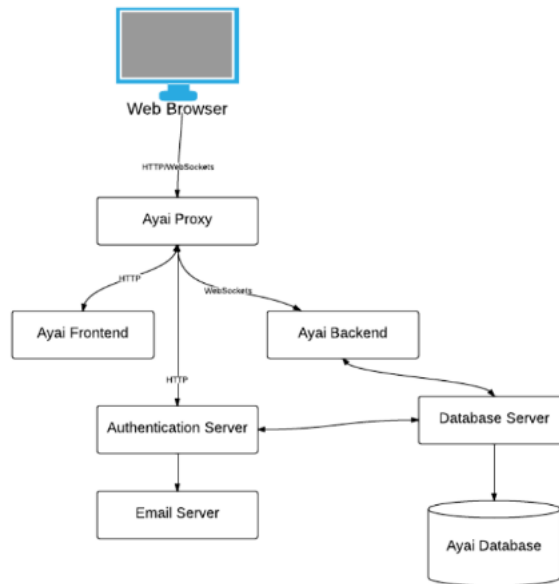 Web Browser
HTTP/WebSockets
Ayai Proxy
HTTP
WebSockets
Ayai Frontend
Ayai Backend
HTTP
Authentication Server
Database Server
Email Server
Ayai Database